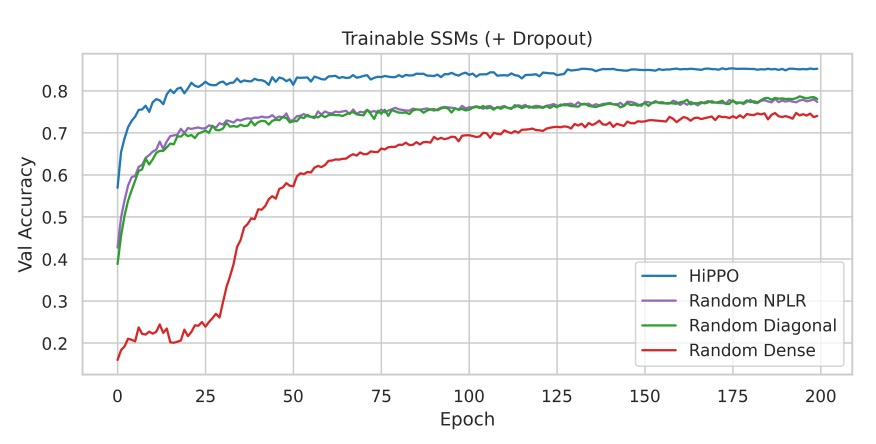 Trainable SSMs (+ Dropout)
Val Accuracy
0.8
0.7
0.6
0.5
0.4
0.3
0.2
HiPPO
Random NPLR
Random Diagonal
Random Dense
0 25 50 75 100 125 150 175 200
Epoch